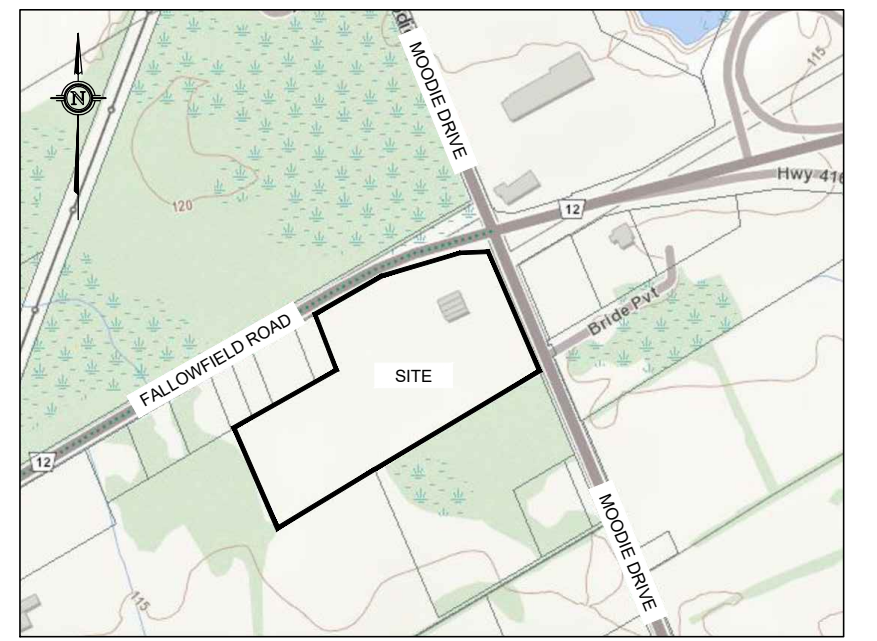 MOODIE DRIVE
115
N
Hwy 416
12
120
Bride Pvt
FALLOWFIELD ROAD
SITE
12
MOODIE DRIVE
115